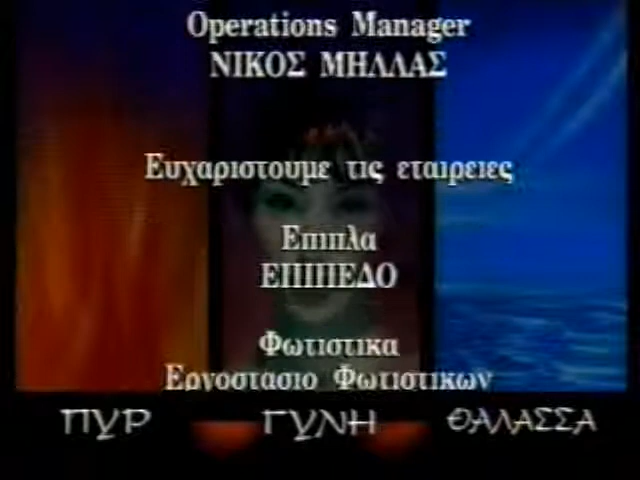 Operations Manager
ΝΙΚΟΣ ΜΗΛΛΑΣ
Ευχαριστουμε τις εταιρειες
Επιπλα
ΕΠΙΠΕΔΟ
Φωτιστικα
Εργοστασιο Φωτιστικων
ΠΥΡ ΓΥΝΗ ΘΑΛΑΣΣΑ